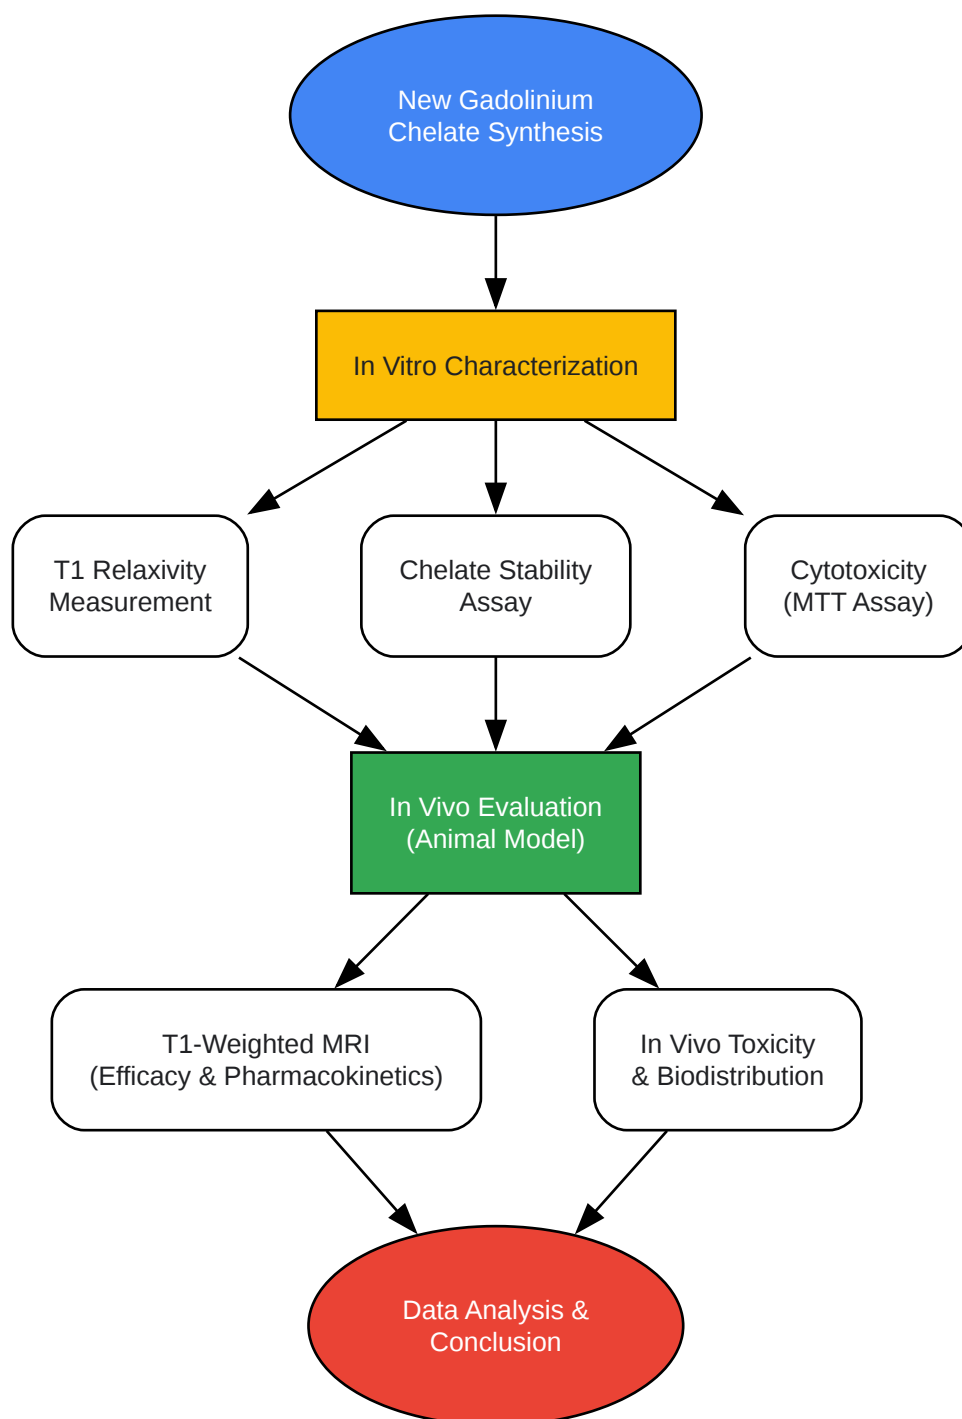 New Gadolinium
Chelate Synthesis
In Vitro Characterization
T1 Relaxivity
Measurement
Chelate Stability
Assay
Cytotoxicity
(MTT Assay)
In Vivo Evaluation
(Animal Model)
T1-Weighted MRI
(Efficacy & Pharmacokinetics)
In Vivo Toxicity
& Biodistribution
Data Analysis &
Conclusion